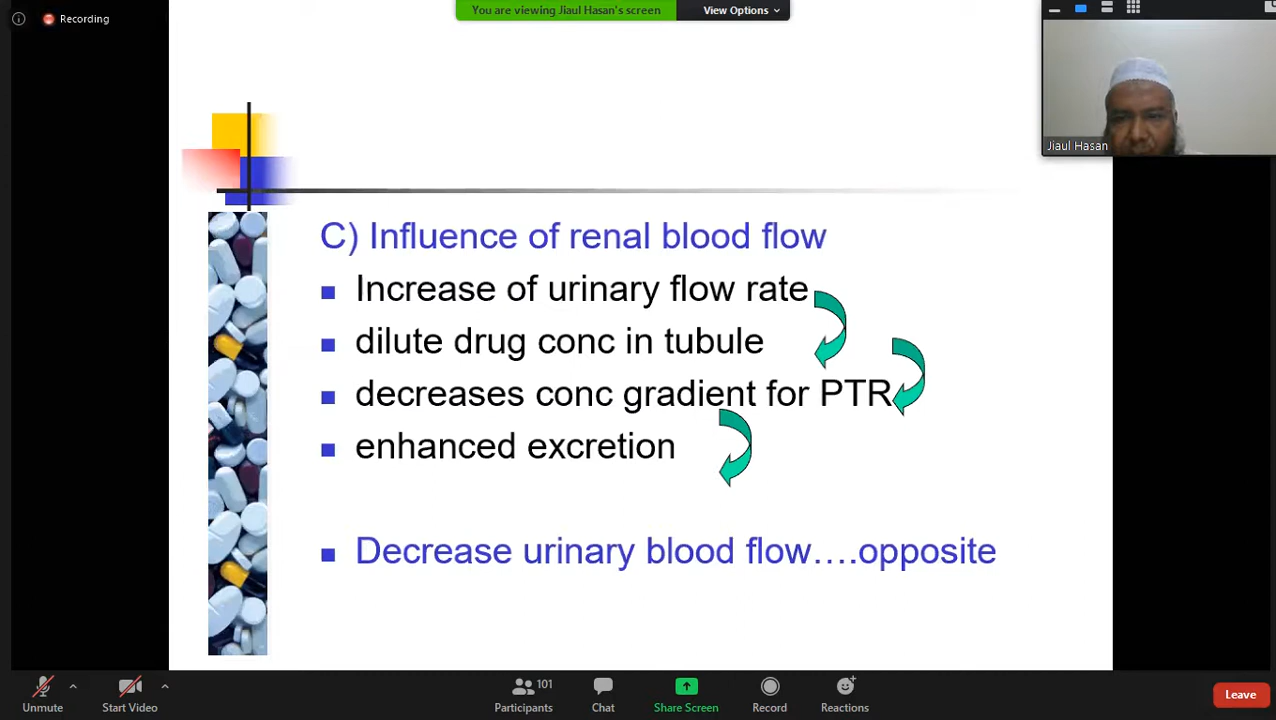 Recording
You are viewing Jiaul Hasan's screen
View Options
Jiaul Hasan
C) Influence of renal blood flow
Increase of urinary flow rate
dilute drug conc in tubule
decreases conc gradient for PTR
enhanced excretion
Decrease urinary blood flow….opposite
Unmute
Start Video
101
Participants
Chat
Share Screen
Record
Reactions
Leave